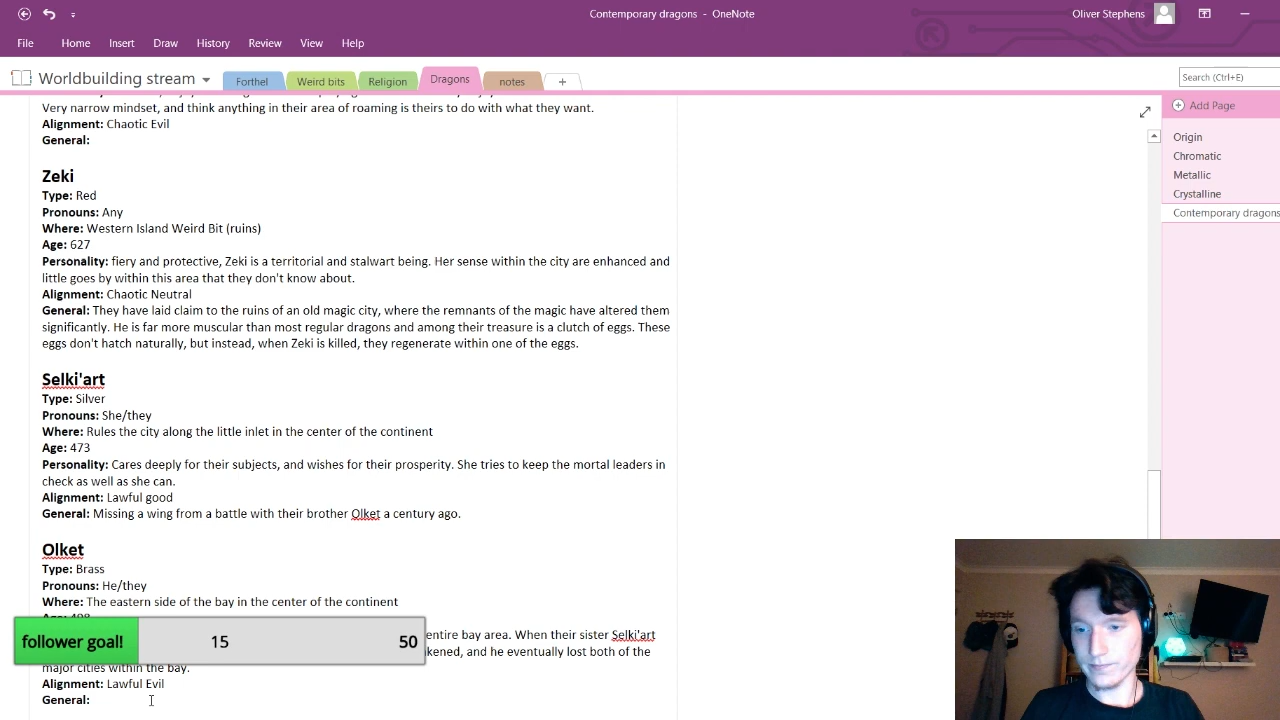 Contemporary dragons - OneNote
Oliver Stephens
File Home Insert Draw History Review View Help
Worldbuilding stream
Forthel Weird bits Religion Dragons notes
Search (Ctrl+E)
Add Page
Origin
Chromatic
Metallic
Crystalline
Contemporary dragons
Very narrow mindset, and think anything in their area of roaming is theirs to do with what they want.
Alignment: Chaotic Evil
General:
Zeki
Type: Red
Pronouns: Any
Where: Western Island Weird Bit (ruins)
Age: 627
Personality: fiery and protective, Zeki is a territorial and stalwart being. Her sense within the city are enhanced and
little goes by within this area that they don't know about.
Alignment: Chaotic Neutral
General: They have laid claim to the ruins of an old magic city, where the remnants of the magic have altered them
significantly. He is far more muscular than most regular dragons and among their treasure is a clutch of eggs. These
eggs don't hatch naturally, but instead, when Zeki is killed, they regenerate within one of the eggs.
Selki'art
Type: Silver
Pronouns: She/they
Where: Rules the city along the little inlet in the center of the continent
Age: 473
Personality: Cares deeply for their subjects, and wishes for their prosperity. She tries to keep the mortal leaders in
check as well as she can.
Alignment: Lawful good
General: Missing a wing from a battle with their brother Olket a century ago.
Olket
Type: Brass
Pronouns: He/they
Where: The eastern side of the bay in the center of the continent
entire bay area. When their sister Selki'art
and he eventually lost both of the
major cities within the bay.
Alignment: Lawful Evil
General:
follower goal! 15 50